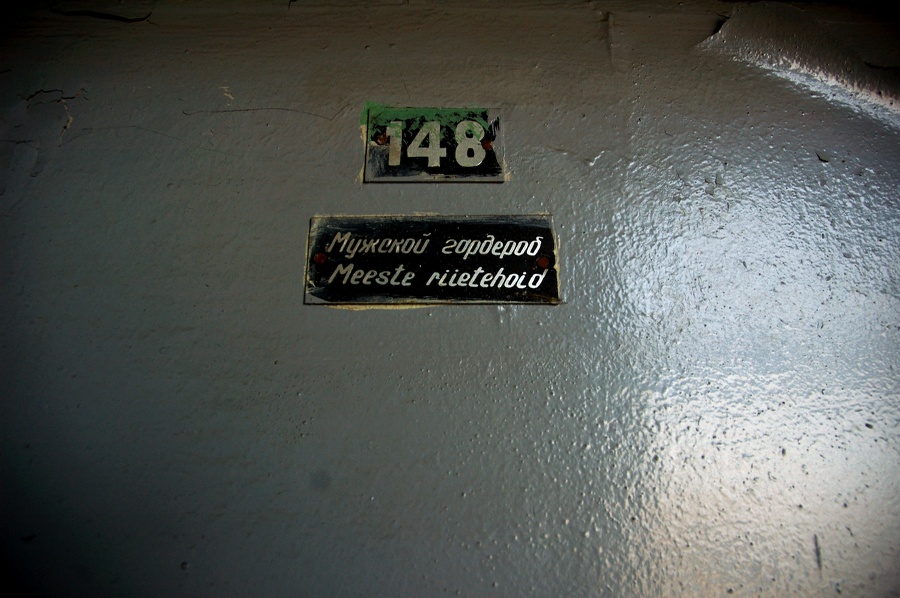 148
Мужской гардероб
Meeste riietehoid